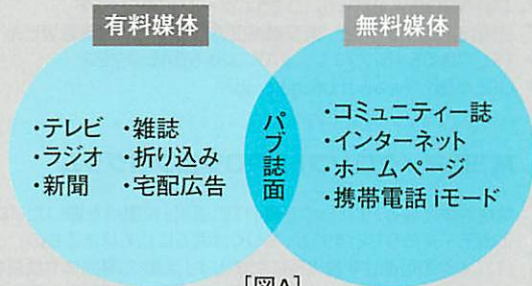 有料媒体
無料媒体
・テレビ ・雑誌
・ラジオ ・折り込み
・新聞 ・宅配広告
パブ誌面
・コミュニティー誌
・インターネット
・ホームページ
・携帯電話 iモード
[図A]